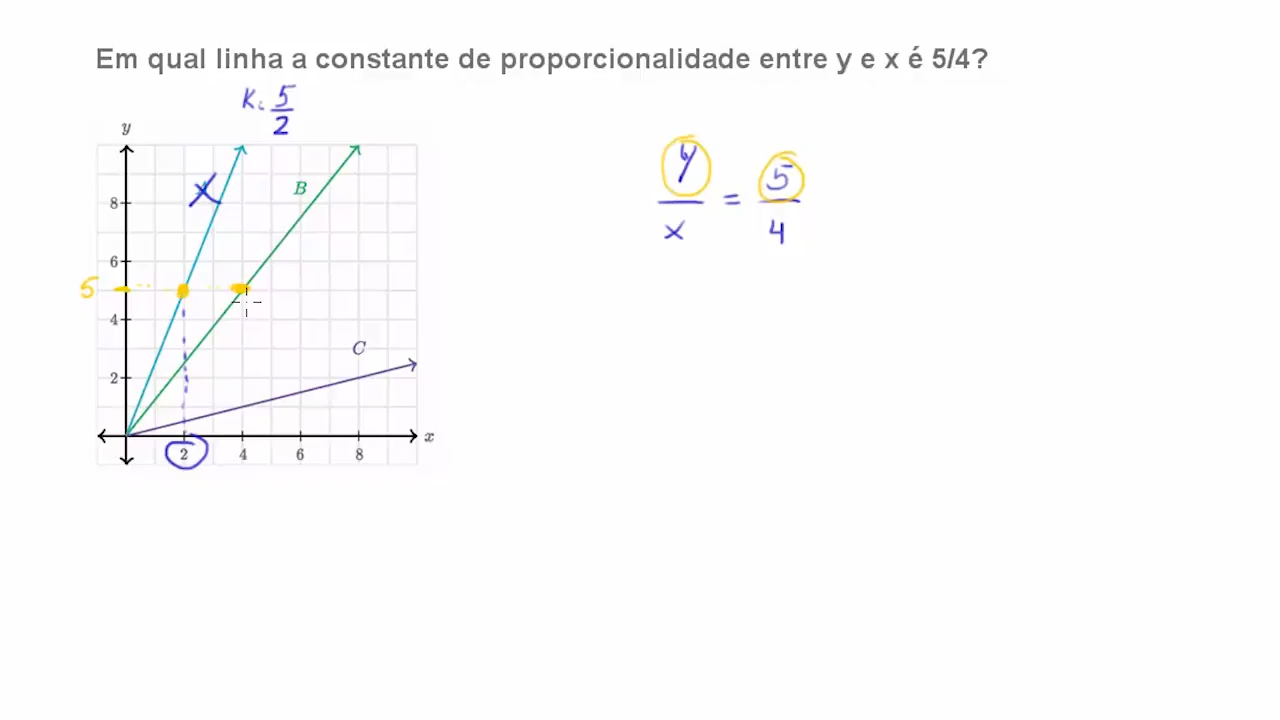 Em qual linha a constante de proporcionalidade entre y e x é 5/4?
K: 5/2
y
B
8
6
5
4
C
2
x
2 4 6 8
y/x = 5/4